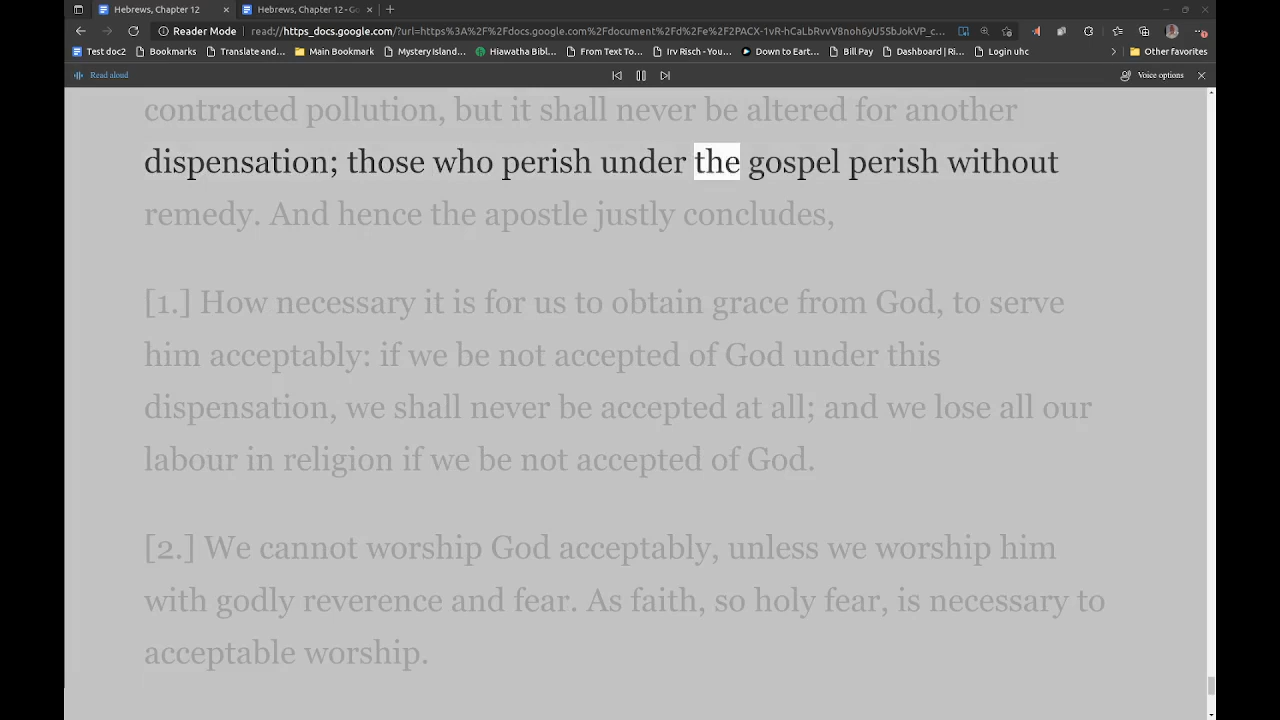 Hebrews, Chapter 12
Hebrews, Chapter 12 - Go
Reader Mode
read://https_docs.google.com/?url=https%3A%2F%2Fdocs.google.com%2Fdocument%2Fd%2Fe%2F2PACX-1vR-hCaLbRvvV8noh6yU5SbJokVP_c...
Test doc2
Bookmarks
Translate and...
Main Bookmark
Mystery Island...
Hiawatha Bibl...
From Text To...
Irv Risch - You...
Down to Eart...
Bill Pay
Dashboard | Ri...
Login uhc
Other favorites
Read aloud
Voice options
contracted pollution, but it shall never be altered for another
dispensation; those who perish under the gospel perish without
remedy. And hence the apostle justly concludes,
[1.] How necessary it is for us to obtain grace from God, to serve
him acceptably: if we be not accepted of God under this
dispensation, we shall never be accepted at all; and we lose all our
labour in religion if we be not accepted of God.
[2.] We cannot worship God acceptably, unless we worship him
with godly reverence and fear. As faith, so holy fear, is necessary to
acceptable worship.